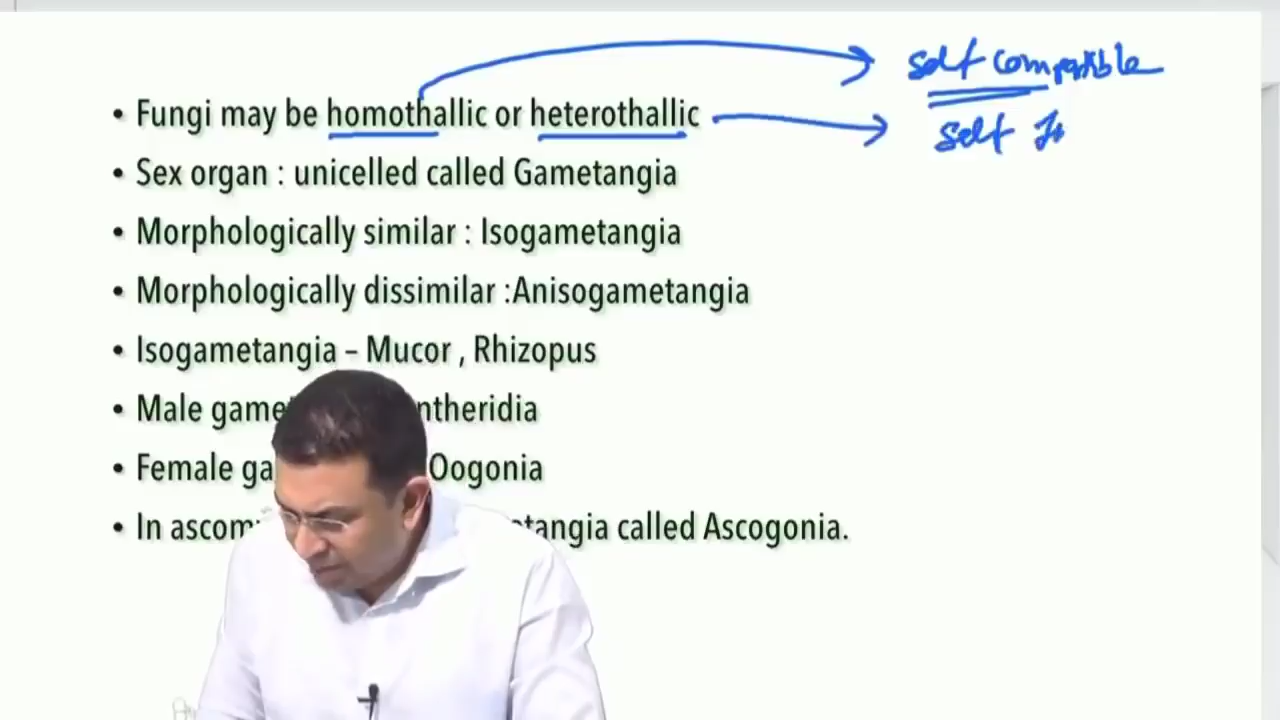 self compatible
• Fungi may be homothallic or heterothallic
self
• Sex organ : unicelled called Gametangia
• Morphologically similar : Isogametangia
• Morphologically dissimilar :Anisogametangia
• Isogametangia – Mucor , Rhizopus
• Male game ntheridia
• Female ga Oogonia
• In ascom tangia called Ascogonia.